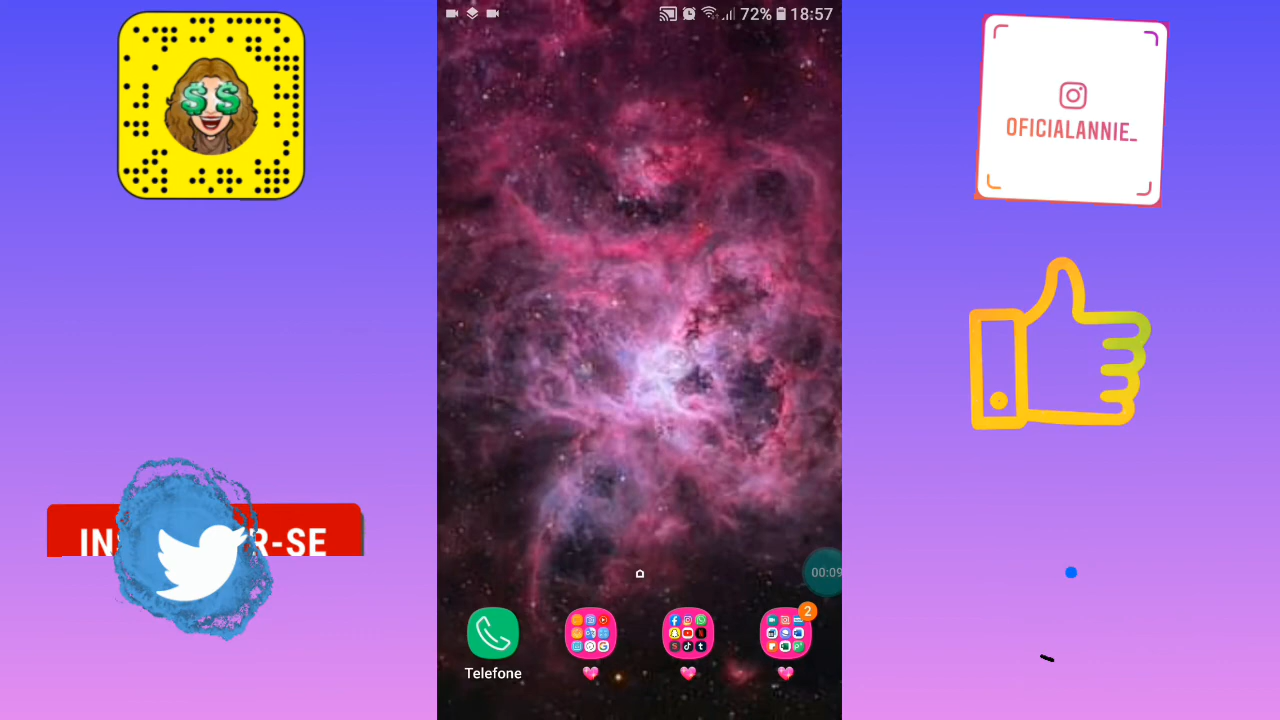 72% 18:57
OFICIALANNIE_
IN R-SE
00:09
2
Telefone